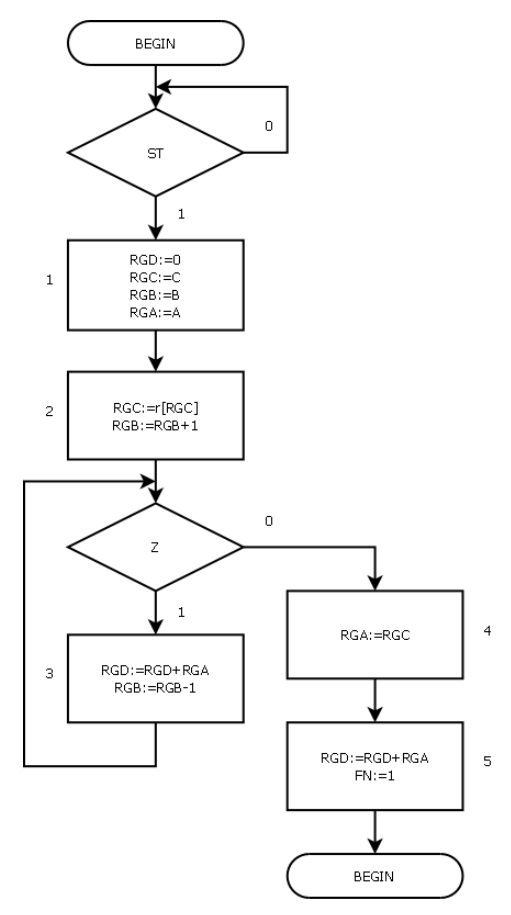 BEGIN
0
ST
1
1
RGD:=0
RGC:=C
RGB:=B
RGA:=A
2
RGC:=r[RGC]
RGB:=RGB+1
0
Z
1
3
RGD:=RGD+RGA
RGB:=RGB-1
RGA:=RGC
4
RGD:=RGD+RGA
FN:=1
5
BEGIN